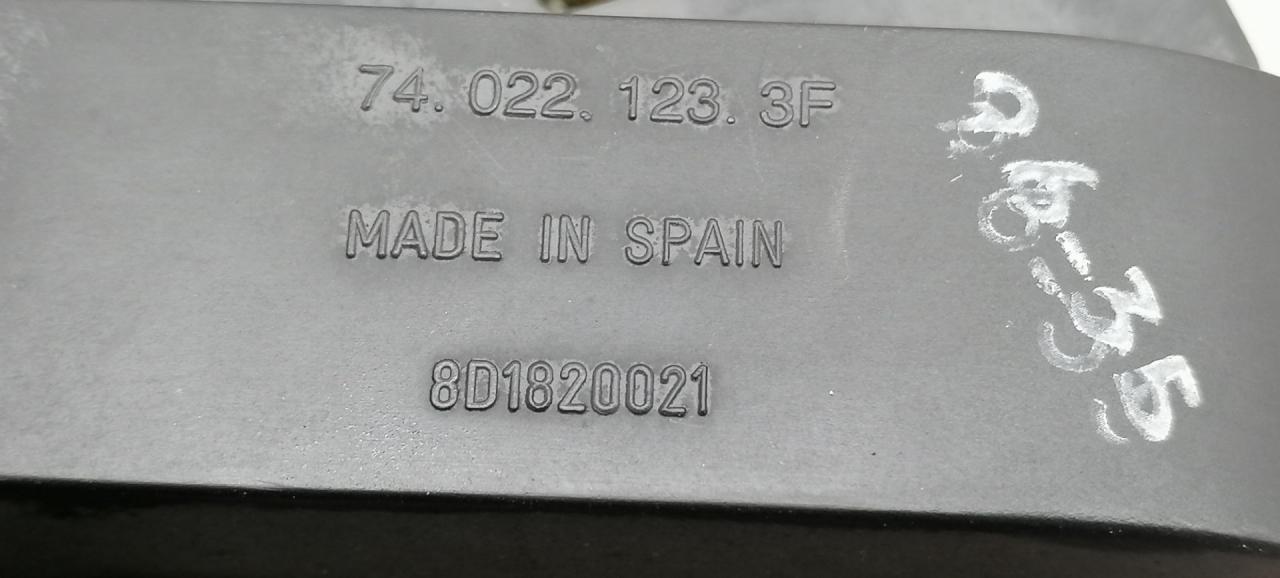 74. 022. 123. 3F
MADE IN SPAIN
8D1820021